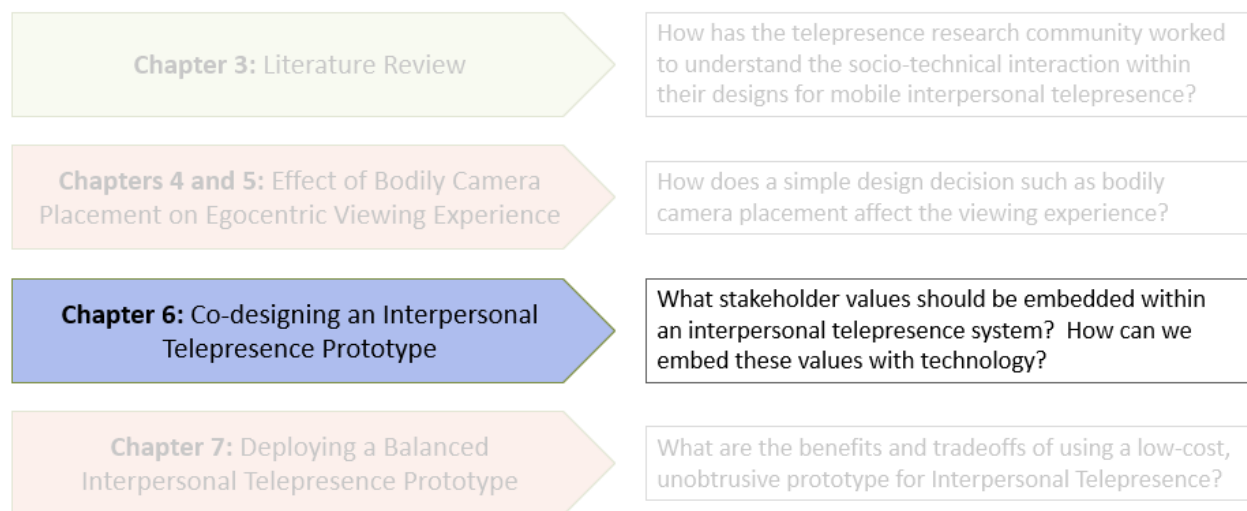 Chapter 3: Literature Review
How has the telepresence research community worked
to understand the socio-technical interaction within
their designs for mobile interpersonal telepresence?
Chapters 4 and 5: Effect of Bodily Camera
Placement on Egocentric Viewing Experience
How does a simple design decision such as bodily
camera placement affect the viewing experience?
Chapter 6: Co-designing an Interpersonal
Telepresence Prototype
What stakeholder values should be embedded within
an interpersonal telepresence system?  How can we
embed these values with technology?
Chapter 7: Deploying a Balanced
Interpersonal Telepresence Prototype
What are the benefits and tradeoffs of using a low-cost,
unobtrusive prototype for Interpersonal Telepresence?